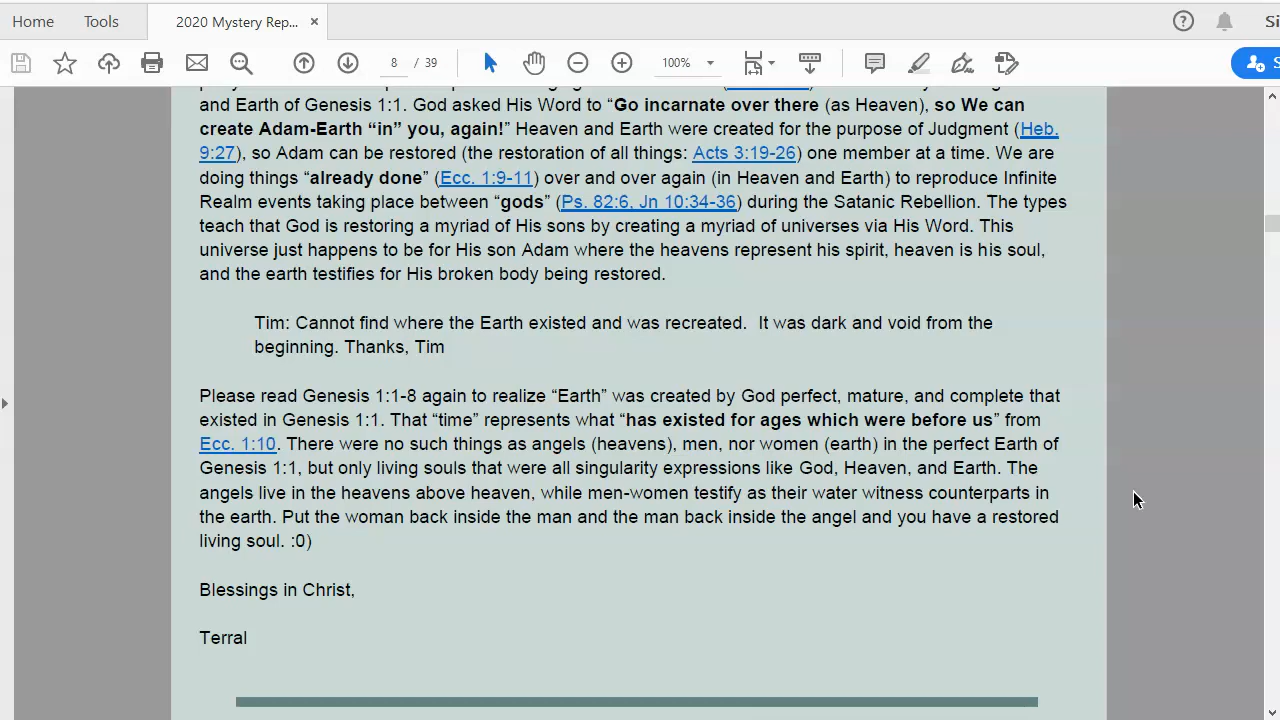 Home Tools 2020 Mystery Rep... ×
8 / 39 100%
and Earth of Genesis 1:1. God asked His Word to “Go incarnate over there (as Heaven), so We can
create Adam-Earth “in” you, again!” Heaven and Earth were created for the purpose of Judgment (Heb.
9:27), so Adam can be restored (the restoration of all things: Acts 3:19-26) one member at a time. We are
doing things “already done” (Ecc. 1:9-11) over and over again (in Heaven and Earth) to reproduce Infinite
Realm events taking place between “gods” (Ps. 82:6, Jn 10:34-36) during the Satanic Rebellion. The types
teach that God is restoring a myriad of His sons by creating a myriad of universes via His Word. This
universe just happens to be for His son Adam where the heavens represent his spirit, heaven is his soul,
and the earth testifies for His broken body being restored.
Tim: Cannot find where the Earth existed and was recreated.  It was dark and void from the
beginning. Thanks, Tim
Please read Genesis 1:1-8 again to realize “Earth” was created by God perfect, mature, and complete that
existed in Genesis 1:1. That “time” represents what “has existed for ages which were before us” from
Ecc. 1:10. There were no such things as angels (heavens), men, nor women (earth) in the perfect Earth of
Genesis 1:1, but only living souls that were all singularity expressions like God, Heaven, and Earth. The
angels live in the heavens above heaven, while men-women testify as their water witness counterparts in
the earth. Put the woman back inside the man and the man back inside the angel and you have a restored
living soul. :0)
Blessings in Christ,
Terral